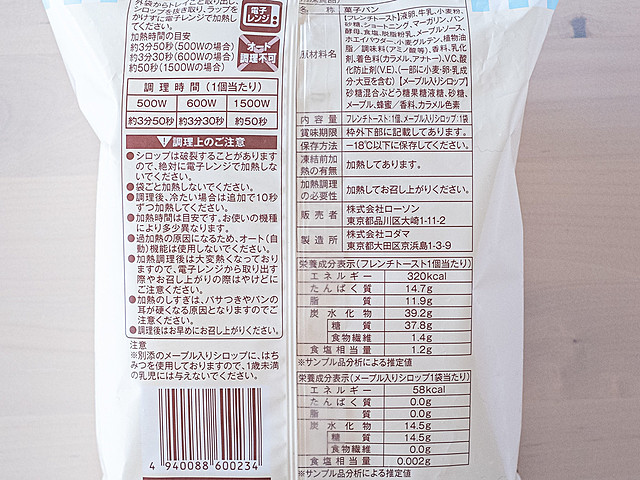 外袋からトレイごと取り出し、
シロップを抜き取り、ラップを
かけずに電子レンジで加熱し
てください。
電子
レンジ
加熱時間の目安
約3分50秒(500Wの場合)
約3分30秒(600Wの場合)
約50秒(1500Wの場合)
オート
調理不可
調理時間(1個当たり)
500W 600W 1500W
約3分50秒 約3分30秒 約50秒
調理上のご注意
●シロップは破裂することがあります
ので、絶対に電子レンジで加熱しな
いでください。
●袋ごと加熱しないでください。
●調理後、冷たい場合は追加で10秒
ずつ加熱してください。
●加熱時間は目安です。お使いの機種
により多少異なります。
●過加熱の原因になるため、オート(自
動)機能は使用しないでください。
●加熱調理後は大変熱くなっており
ますので、電子レンジから取り出す
際やお召し上がりの際はやけどに
ご注意ください。
●加熱のしすぎは、パサつきやパンの
耳が硬くなる原因となりますのでご
注意ください。
●調理後はお早めにお召し上がりください。
注意
※別添のメープル入りシロップに、はち
みつを使用しておりますので、1歳未満
の乳児には与えないでください。
4 940088 600234
名称 菓子パン
原材料名
【フレンチトースト】液卵、牛乳、小麦粉、
砂糖、ショートニング、マーガリン、パン
酵母、食塩、脱脂粉乳、メープルソース、
ホエイパウダー、小麦グルテン、植物油
脂/調味料(アミノ酸等)、香料、乳化
剤、着色料(カラメル、アナトー)、V.C、酸
化防止剤(V.E)、(一部に小麦・卵・乳成
分・大豆を含む)【メープル入りシロップ】
砂糖混合ぶどう糖果糖液糖、砂糖、
メープル、蜂蜜/香料、カラメル色素
内容量 フレンチトースト:1個、メープル入りシロップ:1袋
賞味期限 枠外下部に記載してあります。
保存方法 -18℃以下に保存してください。
凍結前加
熱の有無 加熱してあります。
加熱調理
の必要性 加熱してお召し上がりください。
販売者 株式会社ローソン
東京都品川区大崎1-11-2
製造所 株式会社コダマ
東京都大田区京浜島1-3-9
栄養成分表示(フレンチトースト1個当たり)
エネルギー 320kcal
たんぱく質 14.7g
脂質 11.9g
炭水化物 39.2g
糖質 37.8g
食物繊維 1.4g
食塩相当量 1.2g
※サンプル品分析による推定値
栄養成分表示(メープル入りシロップ1袋当たり)
エネルギー 58kcal
たんぱく質 0.0g
脂質 0.0g
炭水化物 14.5g
糖質 14.5g
食物繊維 0.0g
食塩相当量 0.002g
※サンプル品分析による推定値